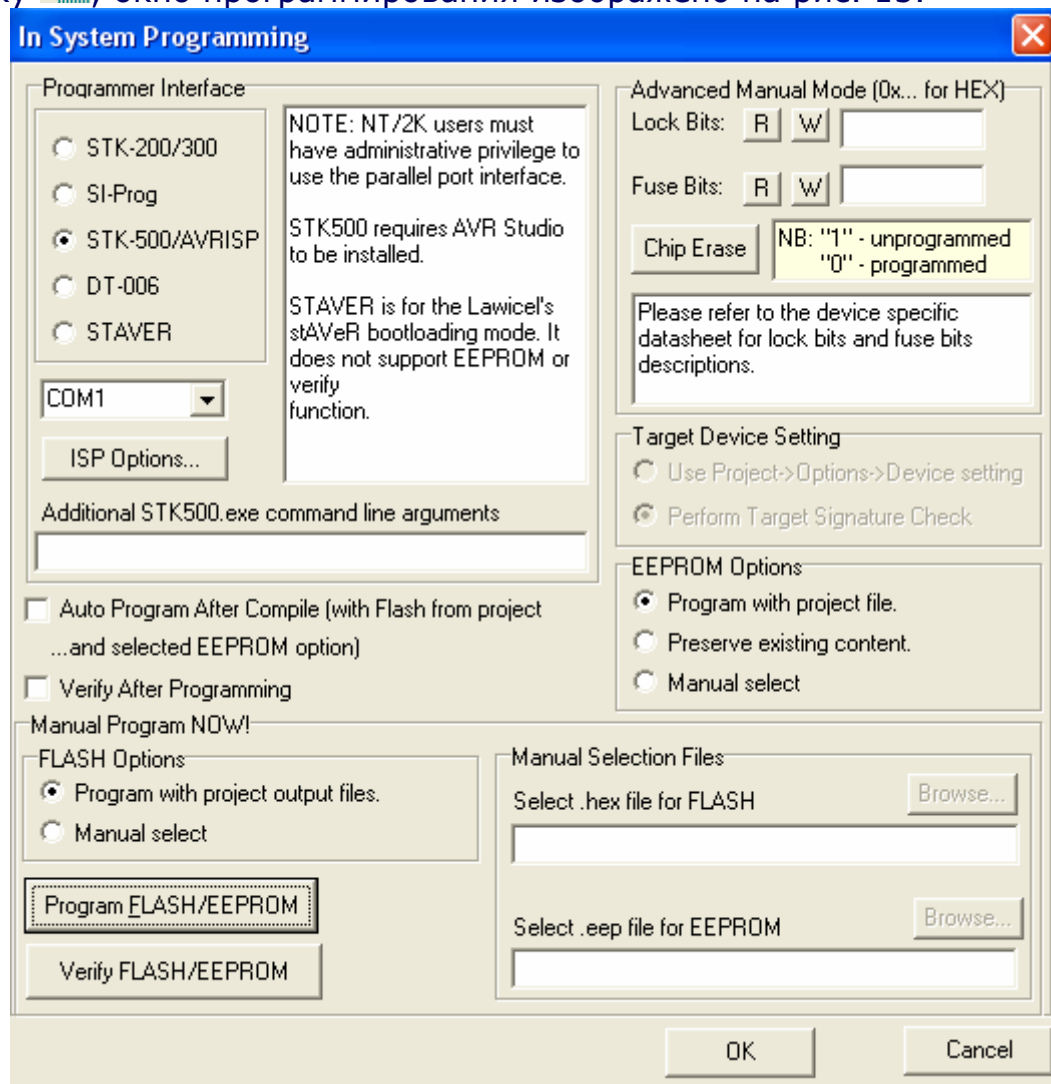 окно программирования изображено на рис.
In System Programming
Programmer Interface
STK-200/300
SI-Prog
STK-500/AVRISP
DT-006
STAVER
COM1
ISP Options...
NOTE: NT/2K users must
have administrative privilege to
use the parallel port interface.
STK500 requires AVR Studio
to be installed.
STAVER is for the Lawicel's
stAVeR bootloading mode. It
does not support EEPROM or
verify
function.
Additional STK500.exe command line arguments
Auto Program After Compile (with Flash from project
...and selected EEPROM option)
Verify After Programming
Advanced Manual Mode (0x... for HEX)
Lock Bits: R W
Fuse Bits: R W
Chip Erase
NB: "1" - unprogrammed
"0" - programmed
Please refer to the device specific
datasheet for lock bits and fuse bits
descriptions.
Target Device Setting
Use Project->Options->Device setting
Perform Target Signature Check
EEPROM Options
Program with project file.
Preserve existing content.
Manual select
Manual Program NOW!
FLASH Options
Program with project output files.
Manual select
Program FLASH/EEPROM
Verify FLASH/EEPROM
Manual Selection Files
Select .hex file for FLASH
Browse...
Select .eep file for EEPROM
Browse...
OK
Cancel